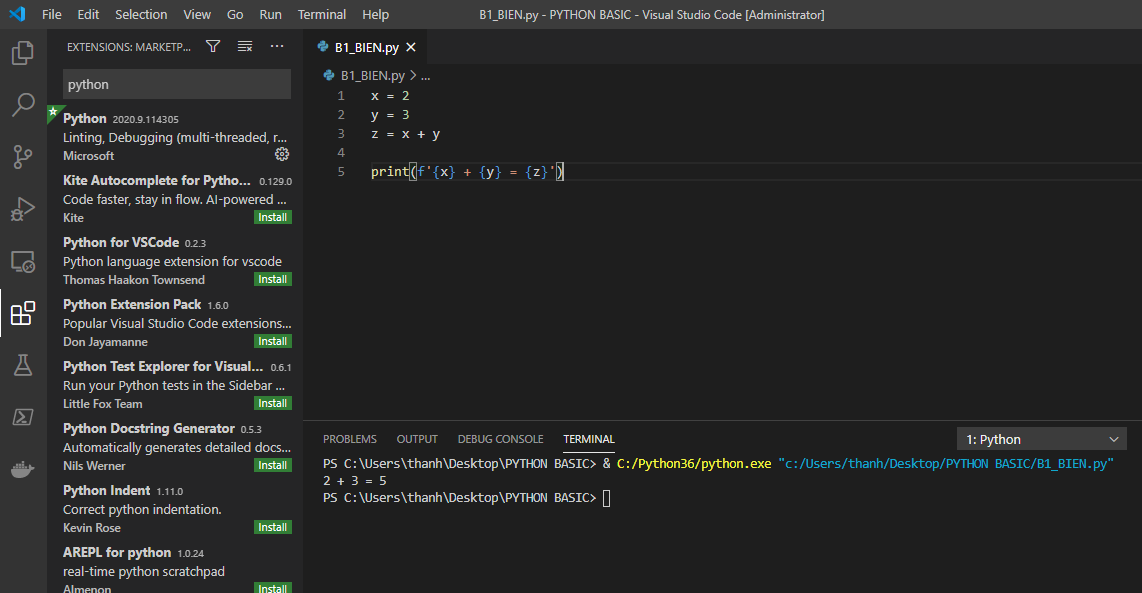 File Edit Selection View Go Run Terminal Help B1_BIEN.py - PYTHON BASIC - Visual Studio Code [Administrator]
EXTENSIONS: MARKETP... ···
python
Python 2020.9.114305
Linting, Debugging (multi-threaded, r...
Microsoft
Kite Autocomplete for Pytho... 0.129.0
Code faster, stay in flow. AI-powered ...
Kite Install
Python for VSCode 0.2.3
Python language extension for vscode
Thomas Haakon Townsend Install
Python Extension Pack 1.6.0
Popular Visual Studio Code extensions...
Don Jayamanne Install
Python Test Explorer for Visual... 0.6.1
Run your Python tests in the Sidebar ...
Little Fox Team Install
Python Docstring Generator 0.5.3
Automatically generates detailed docs...
Nils Werner Install
Python Indent 1.11.0
Correct python indentation.
Kevin Rose Install
AREPL for python 1.0.24
real-time python scratchpad
Almenon Install
B1_BIEN.py ×
B1_BIEN.py > ...
1 x = 2
2 y = 3
3 z = x + y
4
5 print(f'{x} + {y} = {z}')
PROBLEMS OUTPUT DEBUG CONSOLE TERMINAL 1: Python
PS C:\Users\thanh\Desktop\PYTHON BASIC> & C:/Python36/python.exe "c:/Users/thanh/Desktop/PYTHON BASIC/B1_BIEN.py"
2 + 3 = 5
PS C:\Users\thanh\Desktop\PYTHON BASIC>